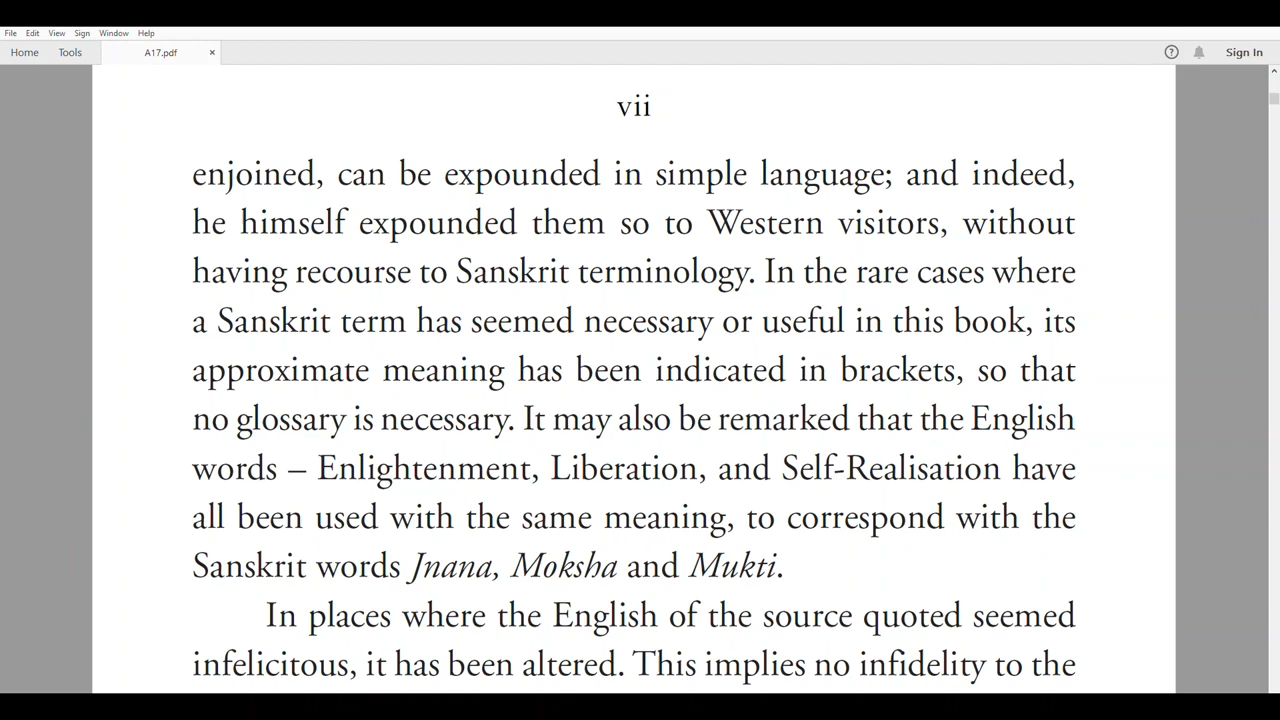 File Edit View Sign Window Help
Home Tools A17.pdf × ? Sign In
vii
enjoined, can be expounded in simple language; and indeed,
he himself expounded them so to Western visitors, without
having recourse to Sanskrit terminology. In the rare cases where
a Sanskrit term has seemed necessary or useful in this book, its
approximate meaning has been indicated in brackets, so that
no glossary is necessary. It may also be remarked that the English
words – Enlightenment, Liberation, and Self-Realisation have
all been used with the same meaning, to correspond with the
Sanskrit words Jnana, Moksha and Mukti.
In places where the English of the source quoted seemed
infelicitous, it has been altered. This implies no infidelity to the